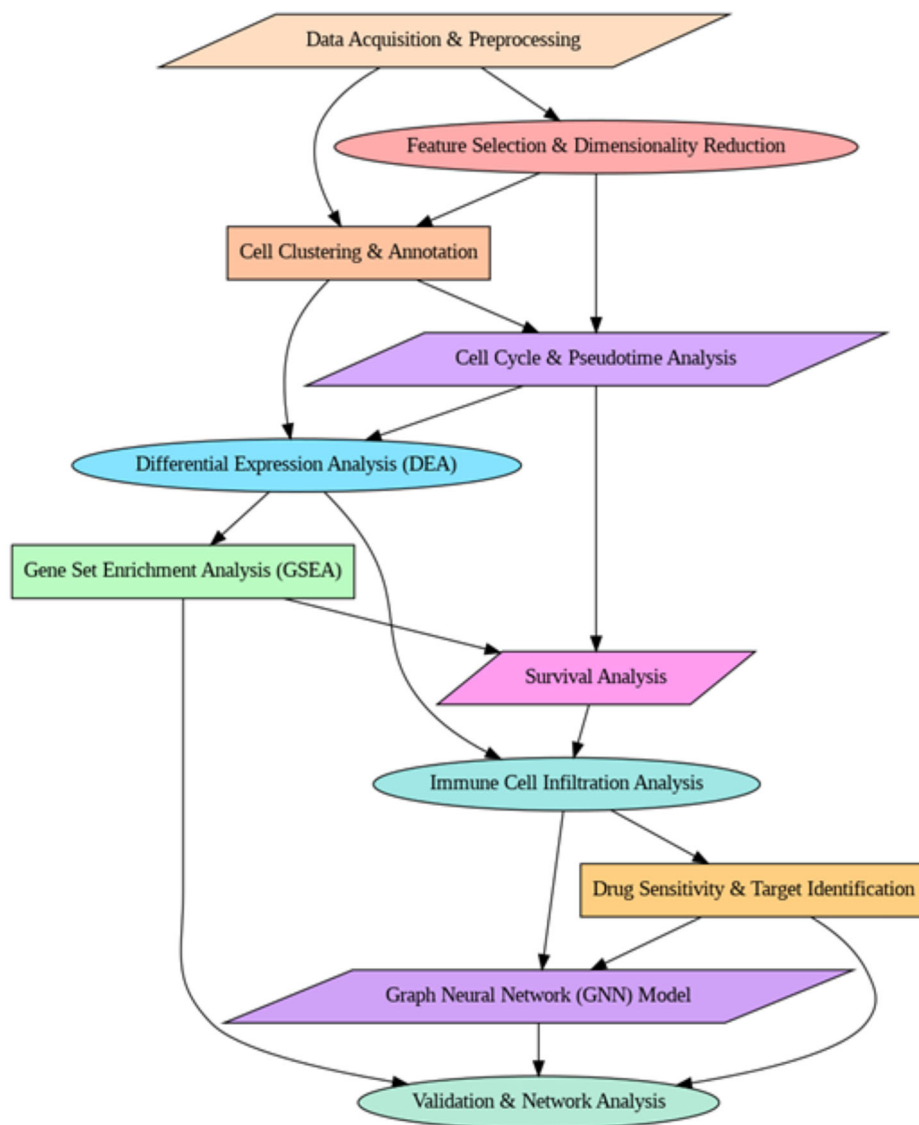 Data Acquisition & Preprocessing
Feature Selection & Dimensionality Reduction
Cell Clustering & Annotation
Cell Cycle & Pseudotime Analysis
Differential Expression Analysis (DEA)
Gene Set Enrichment Analysis (GSEA)
Survival Analysis
Immune Cell Infiltration Analysis
Drug Sensitivity & Target Identification
Graph Neural Network (GNN) Model
Validation & Network Analysis